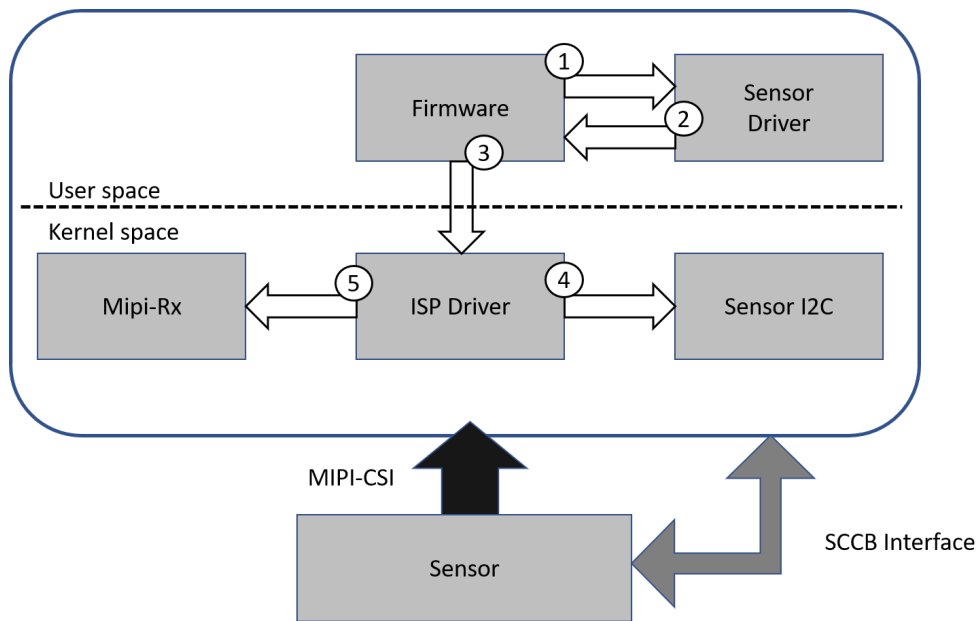 1
Firmware
Sensor
Driver
2
3
User space
Kernel space
Mipi-Rx
5
ISP Driver
4
Sensor I2C
MIPI-CSI
Sensor
SCCB Interface